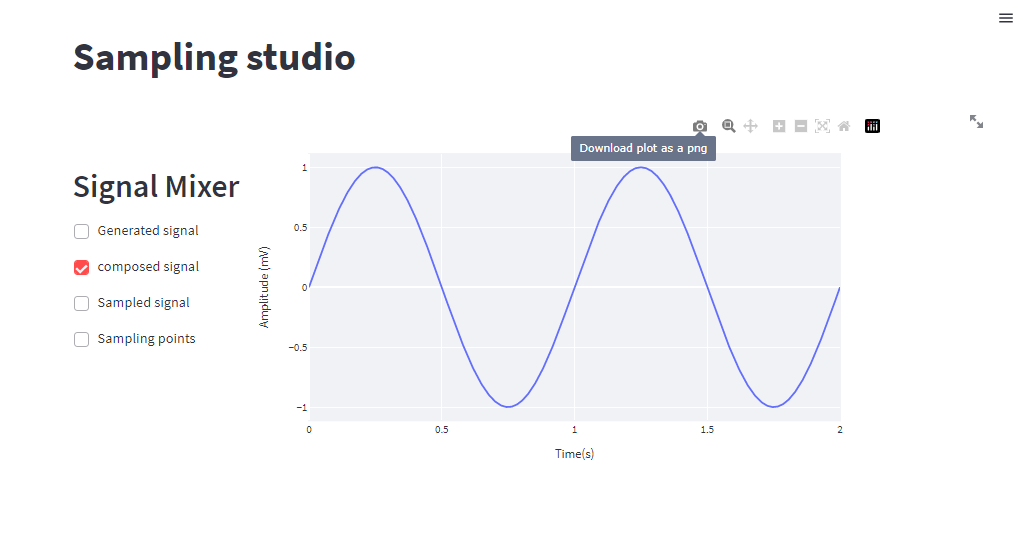 Sampling studio
Download plot as a png
Signal Mixer
Generated signal
composed signal
Sampled signal
Sampling points
Amplitude (mV)
1
0.5
0
−0.5
−1
0 0.5 1 1.5 2
Time(s)